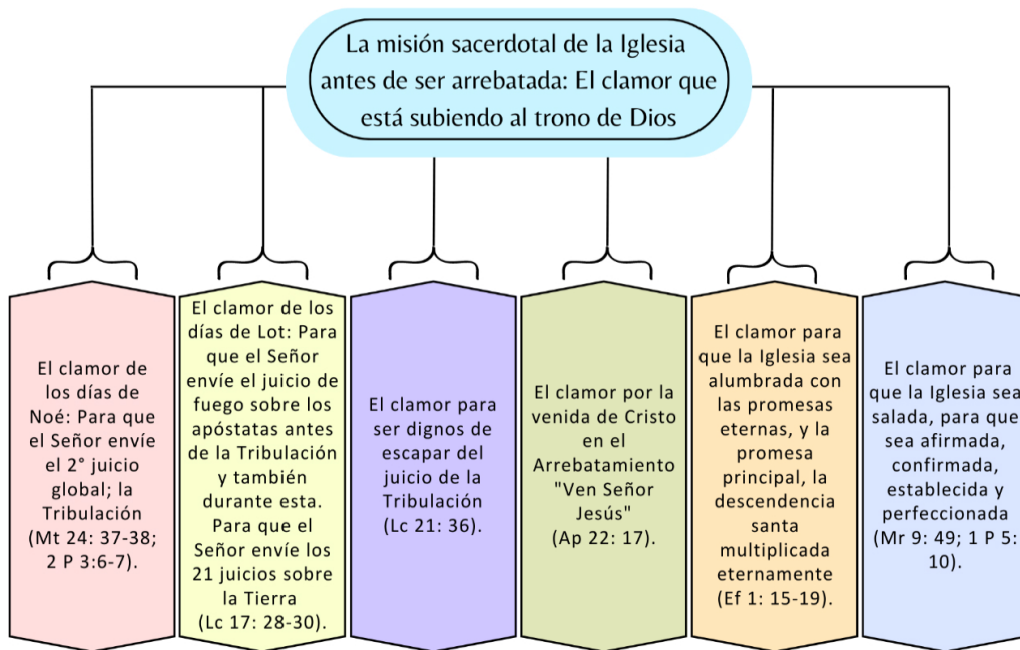 La misión sacerdotal de la Iglesia
antes de ser arrebatada: El clamor que
está subiendo al trono de Dios
El clamor de
los días de
Noé: Para que
el Señor envíe
el 2° juicio
global; la
Tribulación
(Mt 24: 37-38;
2 P 3:6-7).
El clamor de los
días de Lot: Para
que el Señor
envíe el juicio de
fuego sobre los
apóstatas antes
de la Tribulación
y también
durante esta.
Para que el
Señor envíe los
21 juicios sobre
la Tierra
(Lc 17: 28-30).
El clamor para
ser dignos de
escapar del
juicio de la
Tribulación
(Lc 21: 36).
El clamor por la
venida de Cristo
en el
Arrebatamiento
"Ven Señor
Jesús"
(Ap 22: 17).
El clamor para
que la Iglesia sea
alumbrada con
las promesas
eternas, y la
promesa
principal, la
descendencia
santa
multiplicada
eternamente
(Ef 1: 15-19).
El clamor para
que la Iglesia sea
salada, para que
sea afirmada,
confirmada,
establecida y
perfeccionada
(Mr 9: 49; 1 P 5:
10).